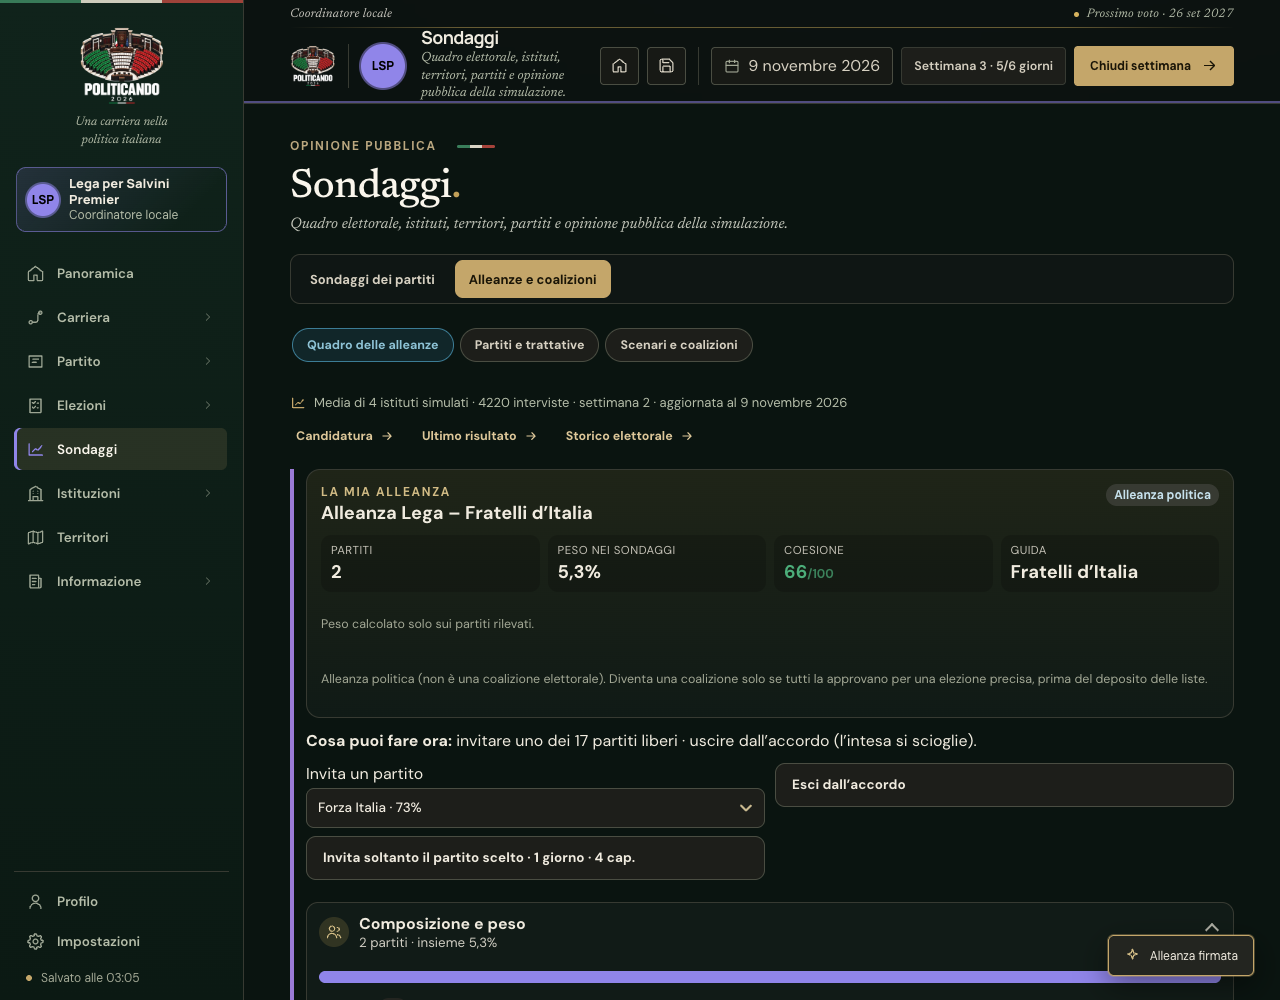 POLITICANDO
2026
Una carriera nella
politica italiana
LSP
Lega per Salvini
Premier
Coordinatore locale
Panoramica
Carriera
Partito
Elezioni
Sondaggi
Istituzioni
Territori
Informazione
Profilo
Impostazioni
Salvato alle 03:05
Coordinatore locale
Prossimo voto · 26 set 2027
POLITICANDO
LSP
Sondaggi
Quadro elettorale, istituti,
territori, partiti e opinione
pubblica della simulazione.
9 novembre 2026
Settimana 3 · 5/6 giorni
Chiudi settimana
OPINIONE PUBBLICA
Sondaggi.
Quadro elettorale, istituti, territori, partiti e opinione pubblica della simulazione.
Sondaggi dei partiti
Alleanze e coalizioni
Quadro delle alleanze
Partiti e trattative
Scenari e coalizioni
Media di 4 istituti simulati · 4220 interviste · settimana 2 · aggiornata al 9 novembre 2026
Candidatura →
Ultimo risultato →
Storico elettorale →
LA MIA ALLEANZA
Alleanza Lega – Fratelli d’Italia
Alleanza politica
PARTITI
2
PESO NEI SONDAGGI
5,3%
COESIONE
66/100
GUIDA
Fratelli d’Italia
Peso calcolato solo sui partiti rilevati.
Alleanza politica (non è una coalizione elettorale). Diventa una coalizione solo se tutti la approvano per una elezione precisa, prima del deposito delle liste.
Cosa puoi fare ora: invitare uno dei 17 partiti liberi · uscire dall’accordo (l’intesa si scioglie).
Invita un partito
Forza Italia · 73%
Invita soltanto il partito scelto · 1 giorno · 4 cap.
Esci dall’accordo
Composizione e peso
2 partiti · insieme 5,3%
Alleanza firmata